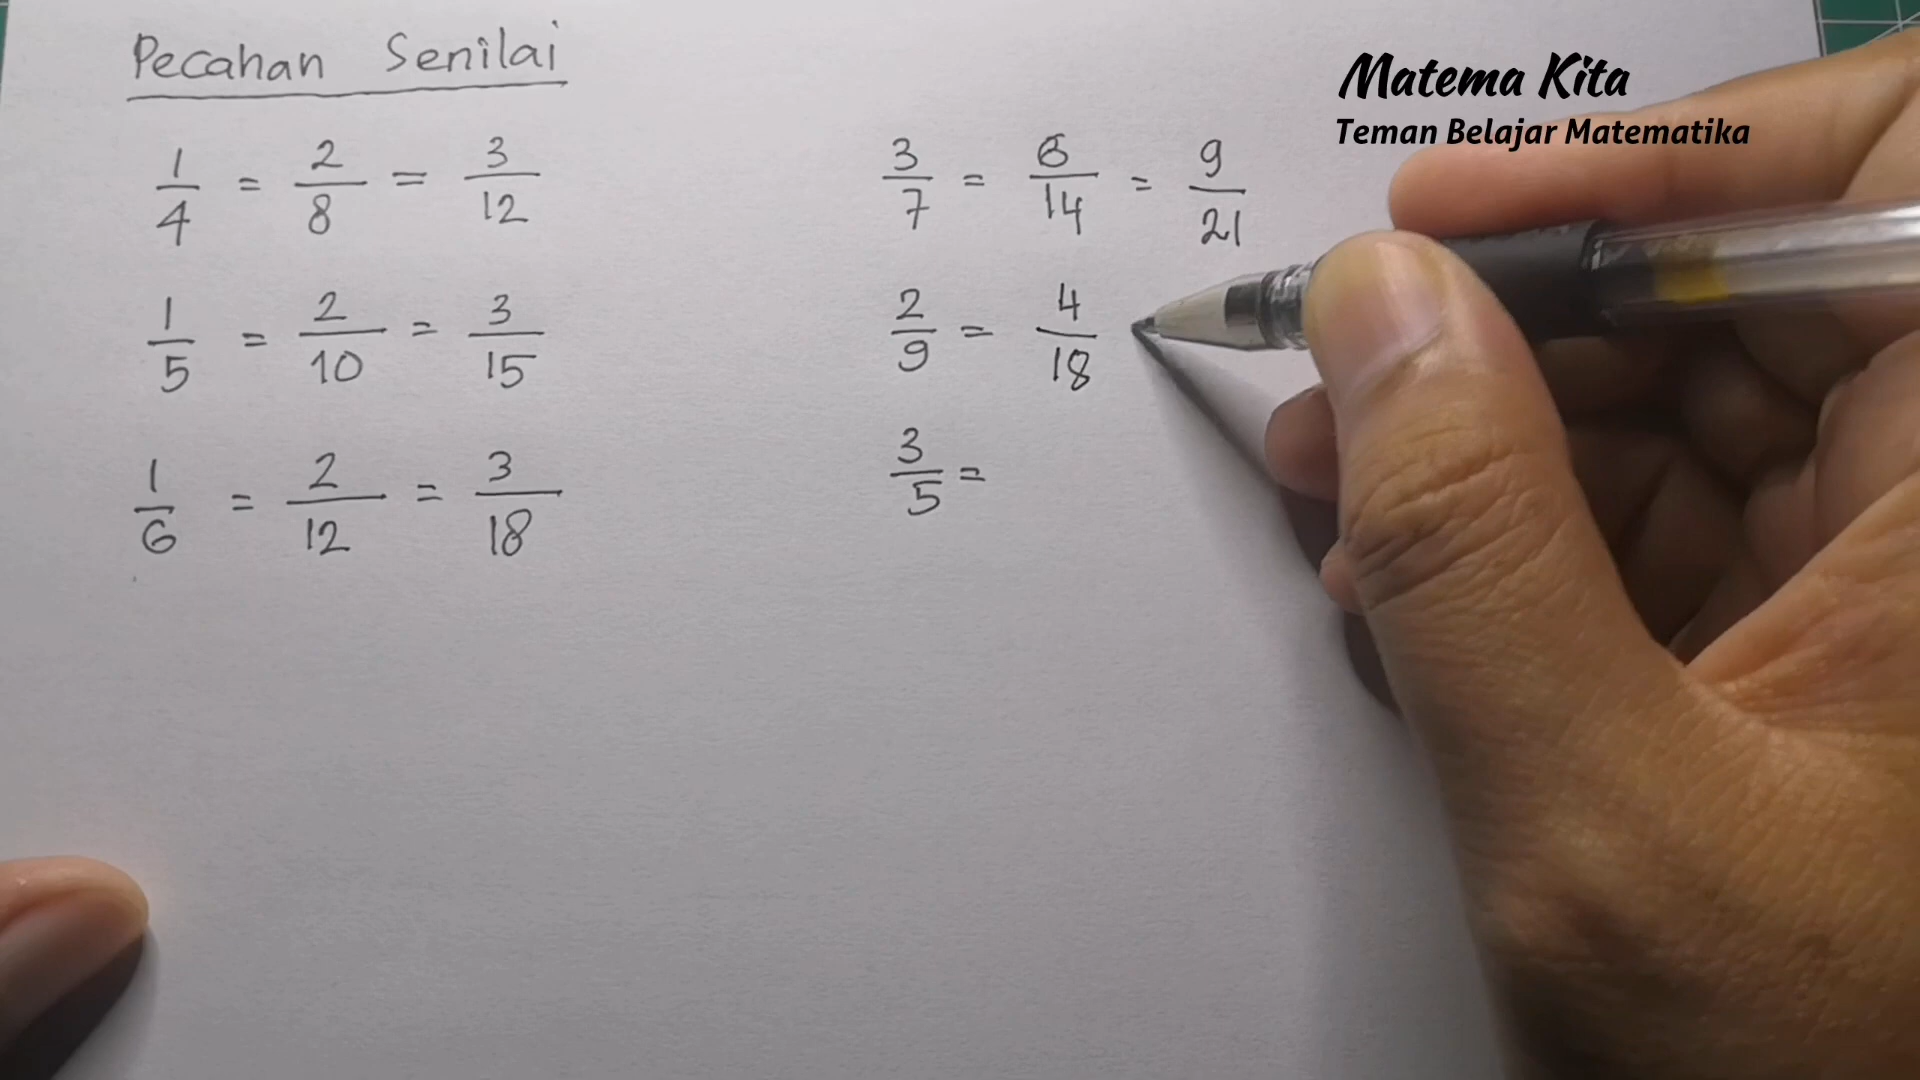 Pecahan Senilai
1/4 = 2/8 = 3/12
1/5 = 2/10 = 3/15
1/6 = 2/12 = 3/18
3/7 = 6/14 = 9/21
2/9 = 4/18
3/5 =
Matema Kita
Teman Belajar Matematika